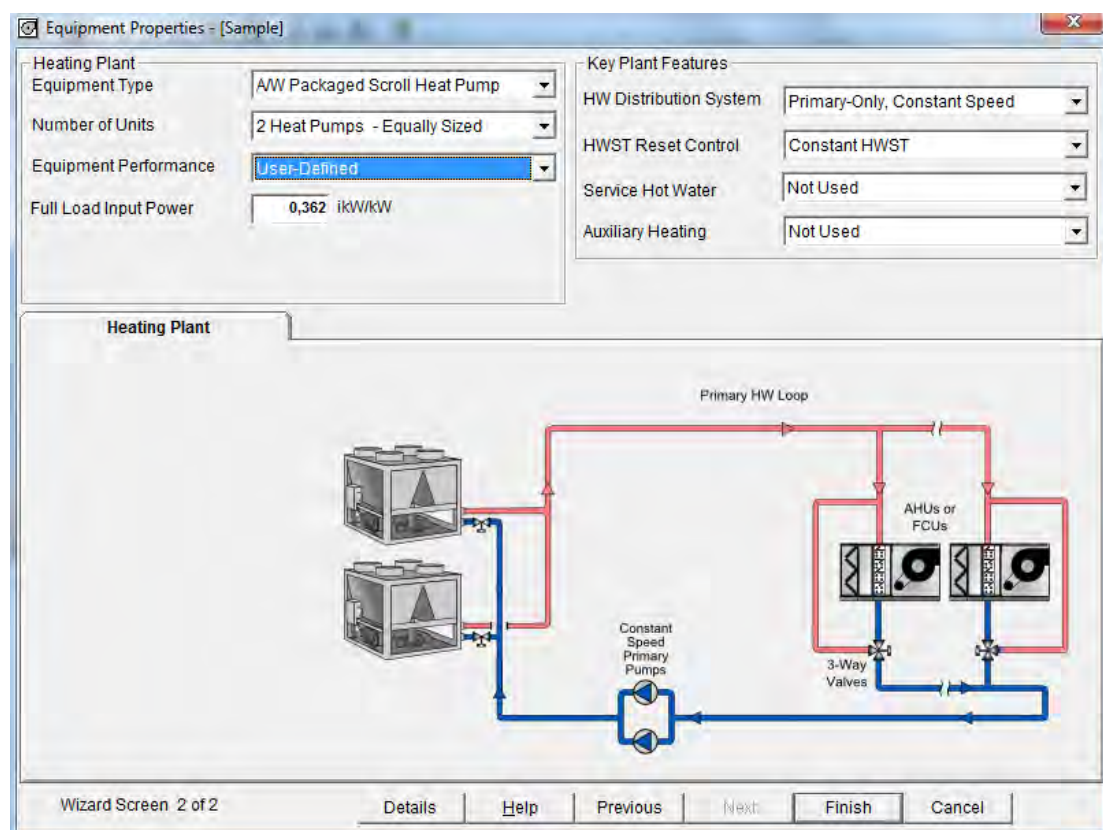 Equipment Properties - [Sample]
Heating Plant
Equipment Type
A/W Packaged Scroll Heat Pump
Number of Units
2 Heat Pumps - Equally Sized
Equipment Performance
User-Defined
Full Load Input Power
0,362 ikW/kW
Key Plant Features
HW Distribution System
Primary-Only, Constant Speed
HWST Reset Control
Constant HWST
Service Hot Water
Not Used
Auxiliary Heating
Not Used
Heating Plant
Primary HW Loop
AHUs or
FCUs
Constant
Speed
Primary
Pumps
3-Way
Valves
Wizard Screen 2 of 2
Details
Help
Previous
Next
Finish
Cancel